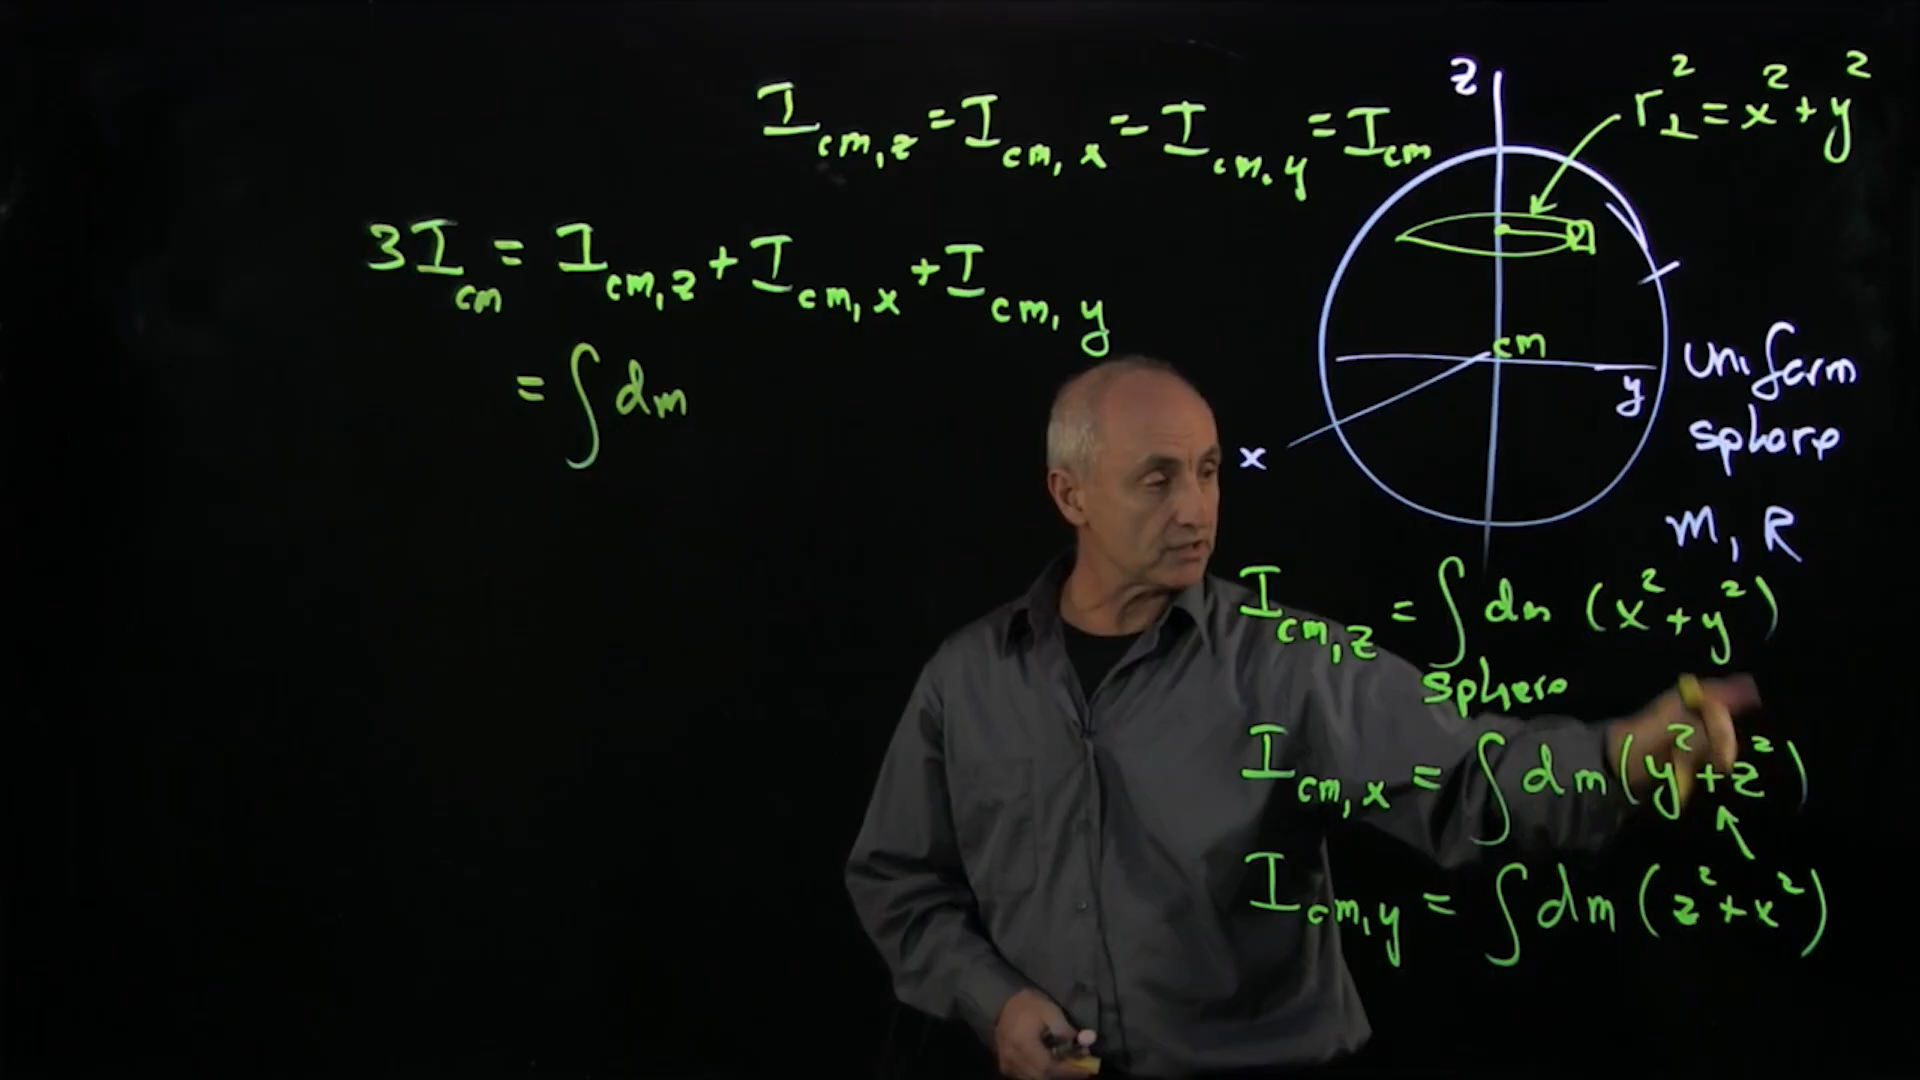 I_cm,z = I_cm,x = I_cm,y = I_cm
3I_cm = I_cm,z + I_cm,x + I_cm,y
= ∫ dm
z
r_⊥² = x² + y²
cm
y
x
uniform
sphere
m, R
I_cm,z = ∫ dm (x² + y²)
sphere
I_cm,x = ∫ dm (y² + z²)
I_cm,y = ∫ dm (z² + x²)